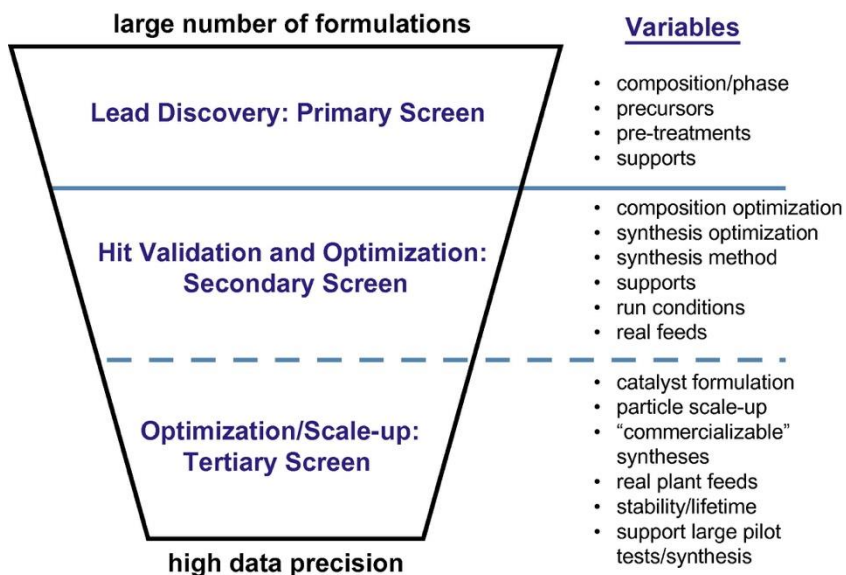 large number of formulations
Variables
Lead Discovery: Primary Screen
• composition/phase
• precursors
• pre-treatments
• supports
Hit Validation and Optimization:
Secondary Screen
• composition optimization
• synthesis optimization
• synthesis method
• supports
• run conditions
• real feeds
Optimization/Scale-up:
Tertiary Screen
• catalyst formulation
• particle scale-up
• “commercializable”
syntheses
• real plant feeds
• stability/lifetime
• support large pilot
tests/synthesis
high data precision